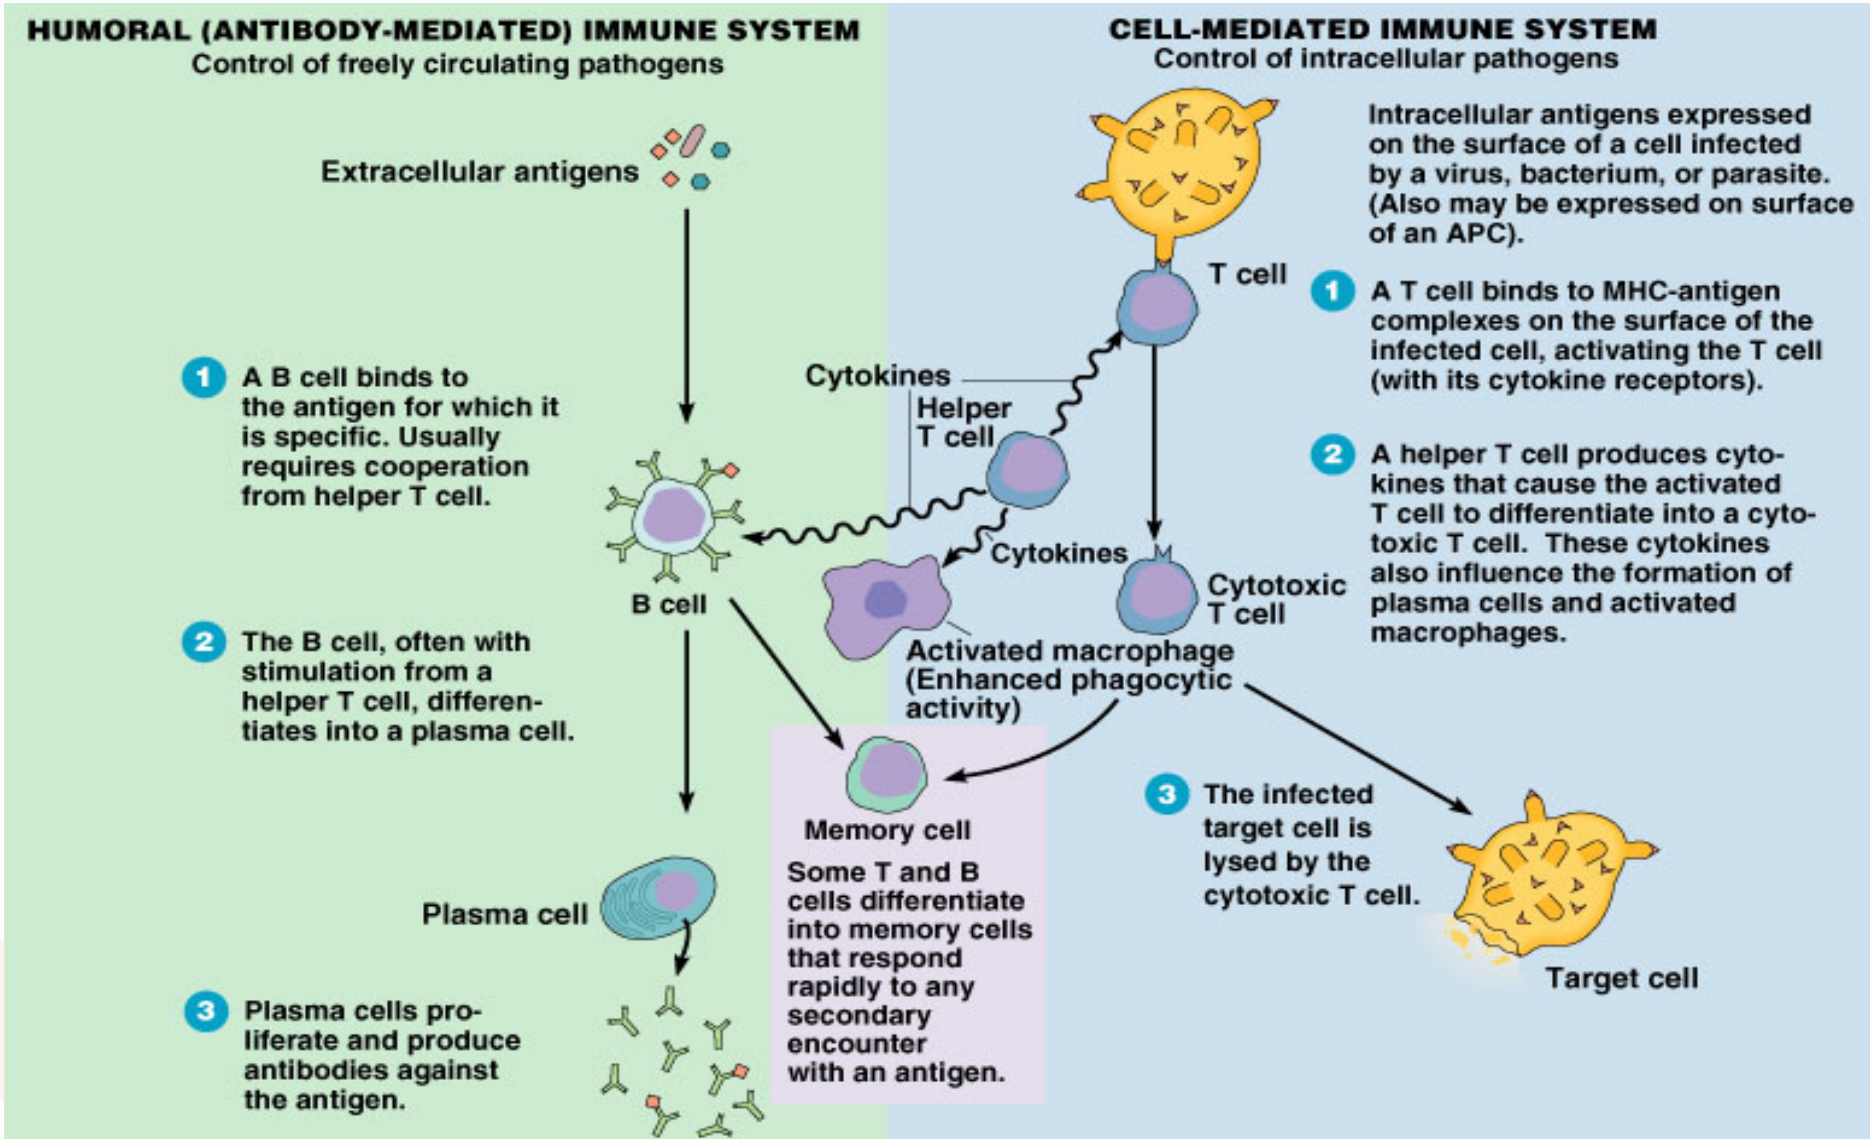 HUMORAL (ANTIBODY-MEDIATED) IMMUNE SYSTEM
Control of freely circulating pathogens
Extracellular antigens
1 A B cell binds to
the antigen for which it
is specific. Usually
requires cooperation
from helper T cell.
B cell
2 The B cell, often with
stimulation from a
helper T cell, differen-
tiates into a plasma cell.
Plasma cell
3 Plasma cells pro-
liferate and produce
antibodies against
the antigen.
CELL-MEDIATED IMMUNE SYSTEM
Control of intracellular pathogens
Intracellular antigens expressed
on the surface of a cell infected
by a virus, bacterium, or parasite.
(Also may be expressed on surface
of an APC).
T cell
1 A T cell binds to MHC-antigen
complexes on the surface of the
infected cell, activating the T cell
(with its cytokine receptors).
Cytokines
Helper
T cell
2 A helper T cell produces cyto-
kines that cause the activated
T cell to differentiate into a cyto-
toxic T cell. These cytokines
also influence the formation of
plasma cells and activated
macrophages.
Cytokines
Cytotoxic
T cell
Activated macrophage
(Enhanced phagocytic
activity)
Memory cell
Some T and B
cells differentiate
into memory cells
that respond
rapidly to any
secondary
encounter
with an antigen.
3 The infected
target cell is
lysed by the
cytotoxic T cell.
Target cell